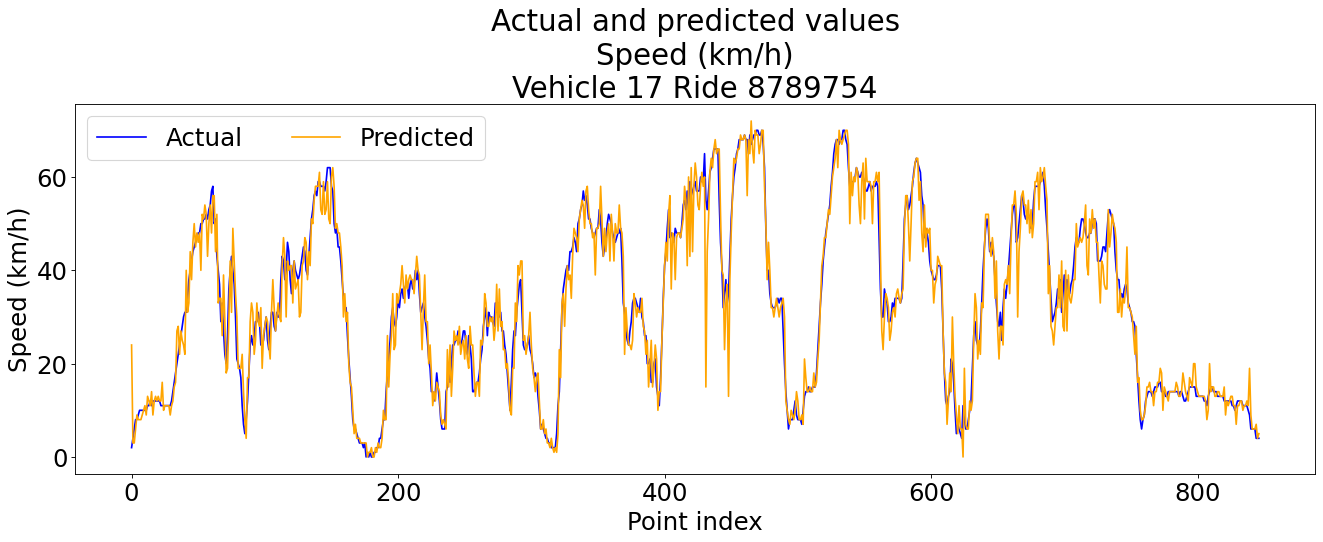 Actual and predicted values
Speed (km/h)
Vehicle 17 Ride 8789754
Actual
Predicted
Speed (km/h)
60
40
20
0
0 200 400 600 800
Point index